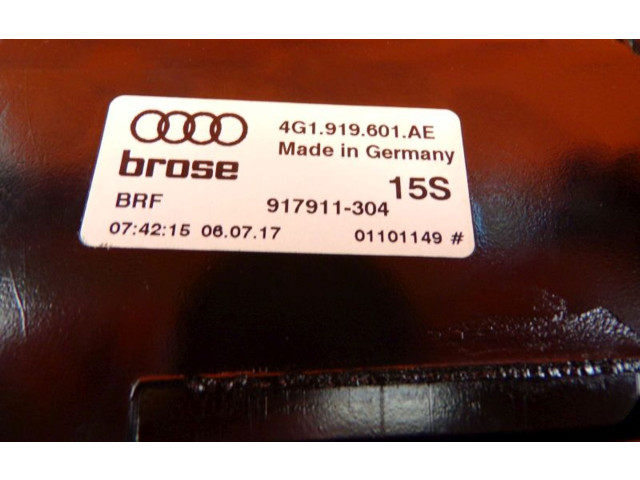 4G1.919.601.AE
Made in Germany
brose
15S
BRF 917911-304
07:42:15 06.07.17 01101149 #